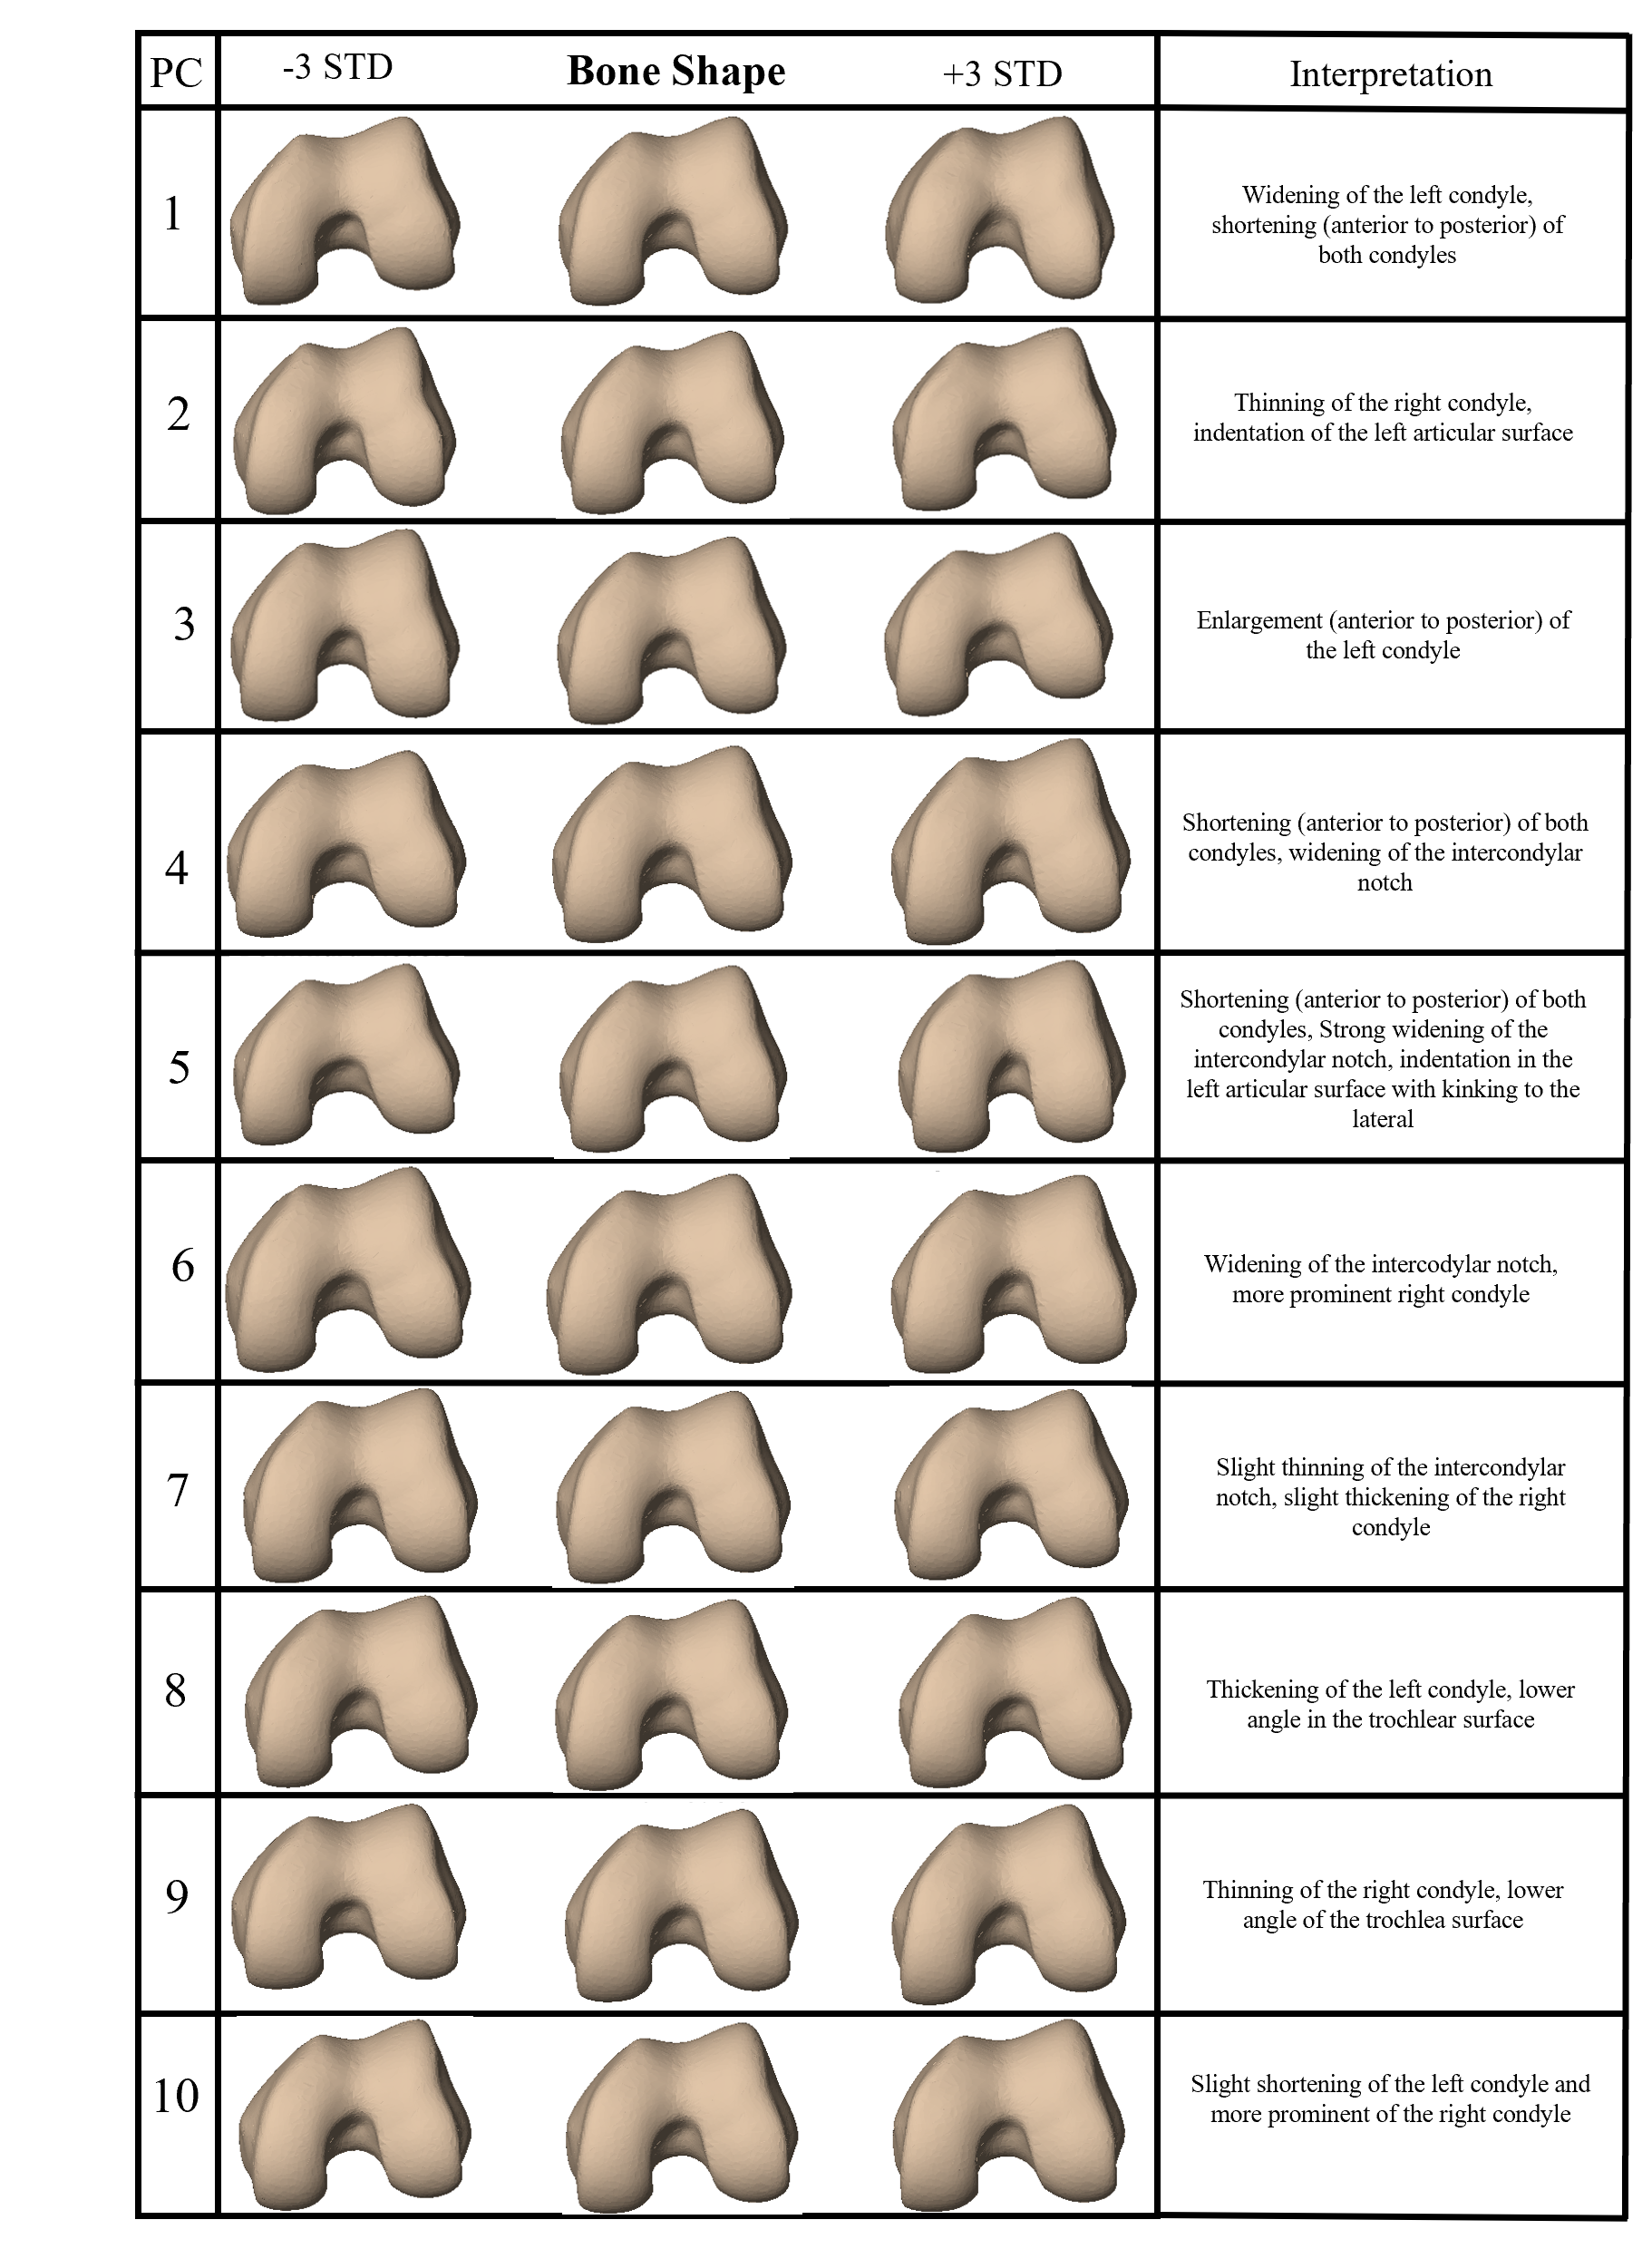 PC -3 STD Bone Shape +3 STD Interpretation
1
Widening of the left condyle,
shortening (anterior to posterior) of
both condyles
2
Thinning of the right condyle,
indentation of the left articular surface
3
Enlargement (anterior to posterior) of
the left condyle
4
Shortening (anterior to posterior) of both
condyles, widening of the intercondylar
notch
5
Shortening (anterior to posterior) of both
condyles, Strong widening of the
intercondylar notch, indentation in the
left articular surface with kinking to the
lateral
6
Widening of the intercodylar notch,
more prominent right condyle
7
Slight thinning of the intercondylar
notch, slight thickening of the right
condyle
8
Thickening of the left condyle, lower
angle in the trochlear surface
9
Thinning of the right condyle, lower
angle of the trochlea surface
10
Slight shortening of the left condyle and
more prominent of the right condyle